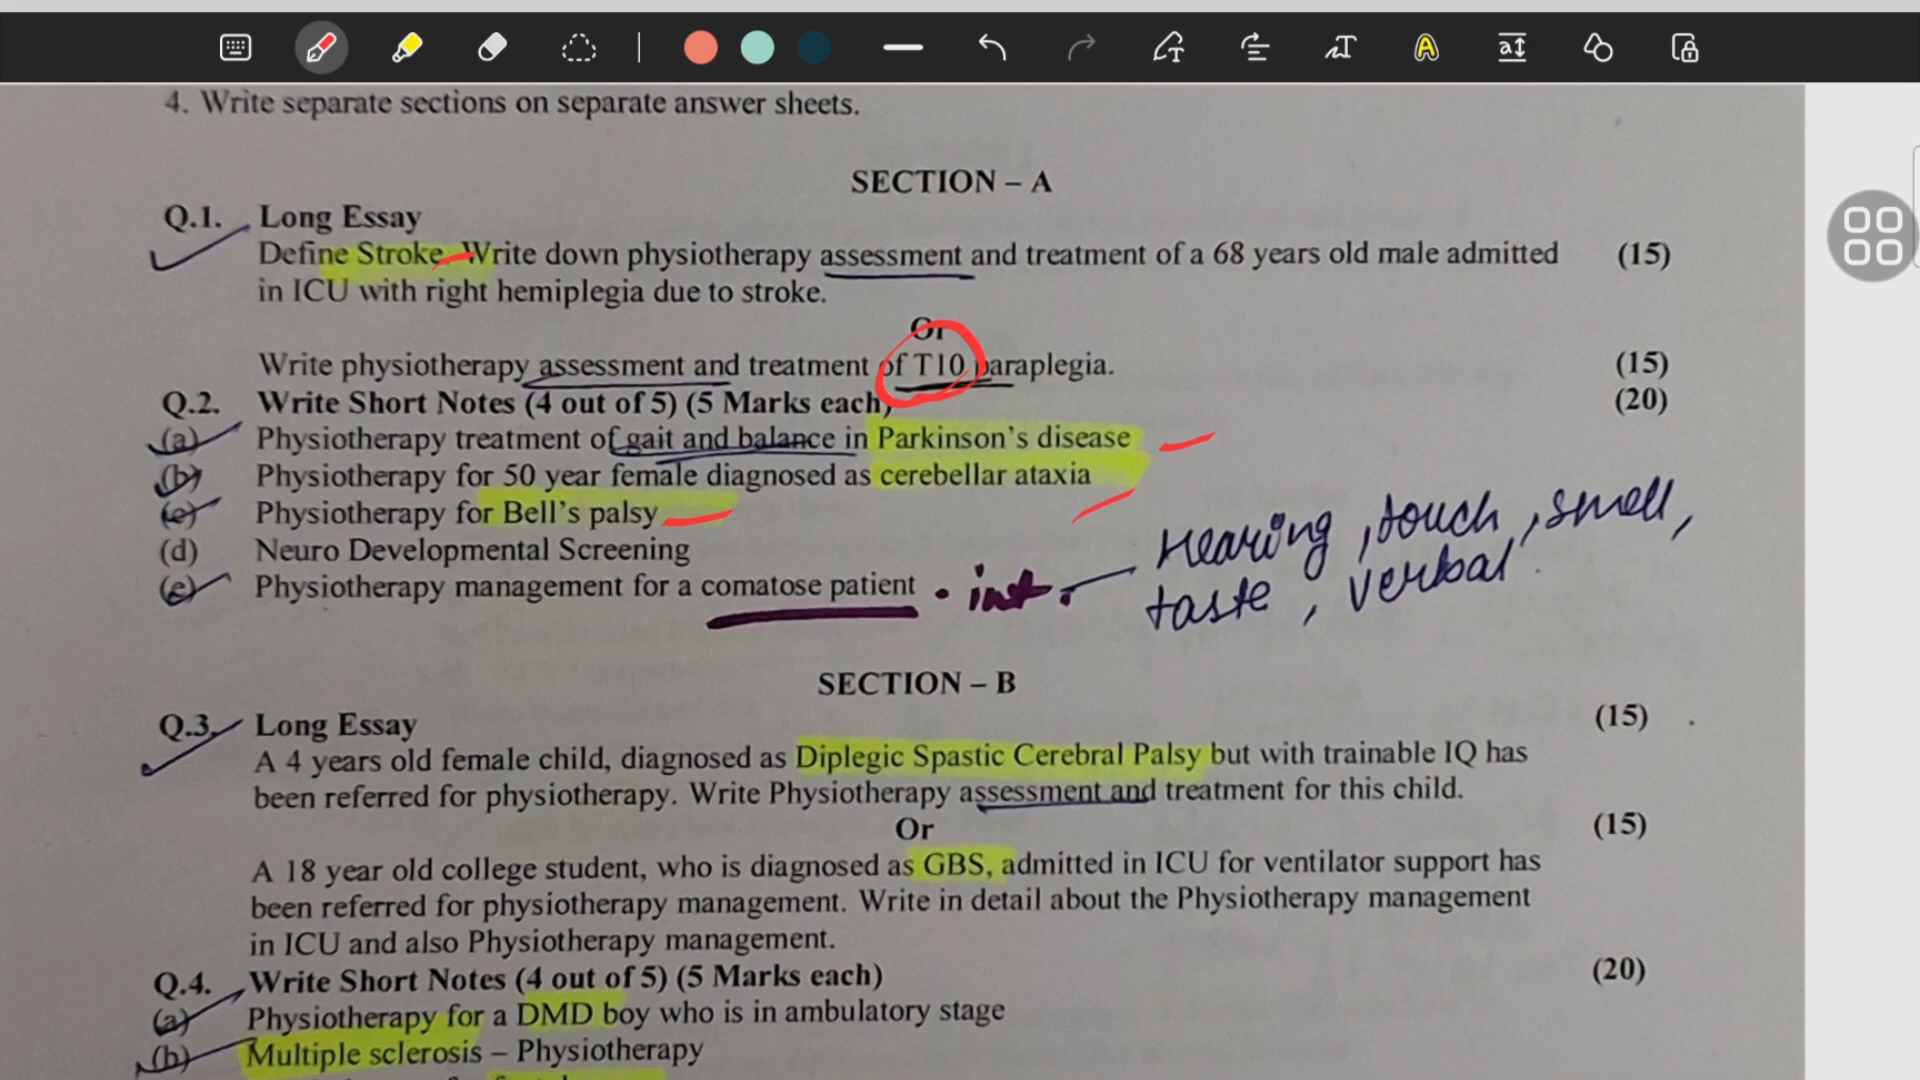 4. Write separate sections on separate answer sheets.
SECTION – A
Q.1. Long Essay
Define Stroke. Write down physiotherapy assessment and treatment of a 68 years old male admitted (15)
in ICU with right hemiplegia due to stroke.
Or
Write physiotherapy assessment and treatment of T10 paraplegia. (15)
Q.2. Write Short Notes (4 out of 5) (5 Marks each) (20)
(a) Physiotherapy treatment of gait and balance in Parkinson's disease
(b) Physiotherapy for 50 year female diagnosed as cerebellar ataxia
(c) Physiotherapy for Bell's palsy
(d) Neuro Developmental Screening
(e) Physiotherapy management for a comatose patient . int.
Hearing, touch, smell,
taste, verbal
SECTION – B
Q.3. Long Essay (15)
A 4 years old female child, diagnosed as Diplegic Spastic Cerebral Palsy but with trainable IQ has
been referred for physiotherapy. Write Physiotherapy assessment and treatment for this child.
Or (15)
A 18 year old college student, who is diagnosed as GBS, admitted in ICU for ventilator support has
been referred for physiotherapy management. Write in detail about the Physiotherapy management
in ICU and also Physiotherapy management.
Q.4. Write Short Notes (4 out of 5) (5 Marks each) (20)
(a) Physiotherapy for a DMD boy who is in ambulatory stage
(b) Multiple sclerosis – Physiotherapy